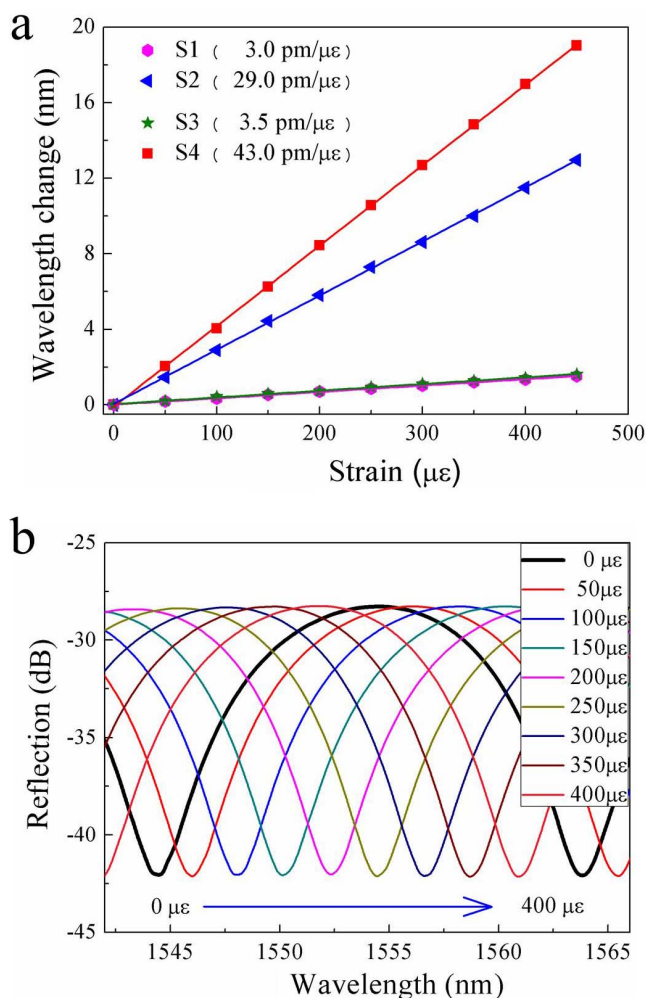 a
Wavelength change (nm)
20
16
12
8
4
0
S1 ( 3.0 pm/με)
S2 ( 29.0 pm/με)
S3 ( 3.5 pm/με)
S4 ( 43.0 pm/με)
0 100 200 300 400 500
Strain (με)
b
Reflection (dB)
-25
-30
-35
-40
-45
0 με
50με
100με
150με
200με
250με
300με
350με
400με
0 με 400 με
1545 1550 1555 1560 1565
Wavelength (nm)